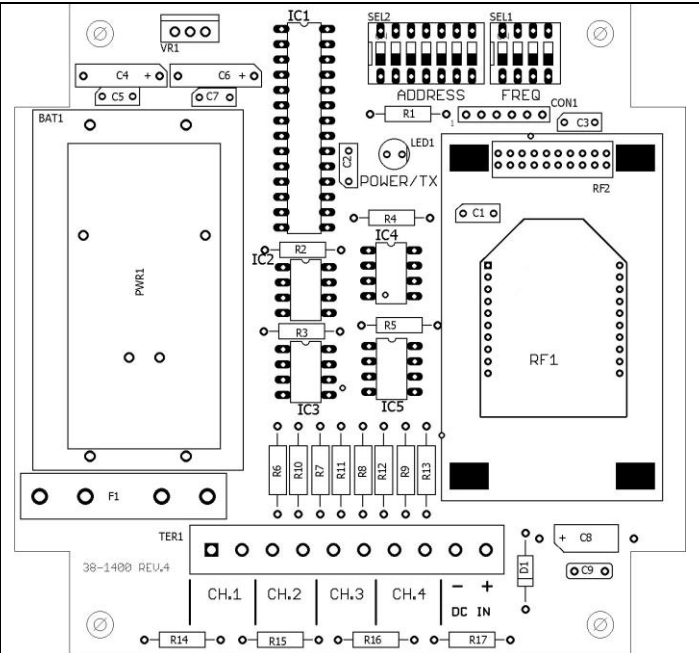 IC1
SEL2
SEL1
VR1
C4 +
C6 +
C5
C7
ADDRESS
FREQ
BAT1
R1
CON1
1
C3
LED1
C2
POWER/TX
RF2
C1
R4
IC4
IC2
R2
PWR1
R3
R5
RF1
IC3
IC5
R6
R10
R7
R11
R8
R12
R9
R13
F1
TER1
+ C8
38-1400 REV.4
D1
C9
CH.1
CH.2
CH.3
CH.4
- +
DC IN
R14
R15
R16
R17